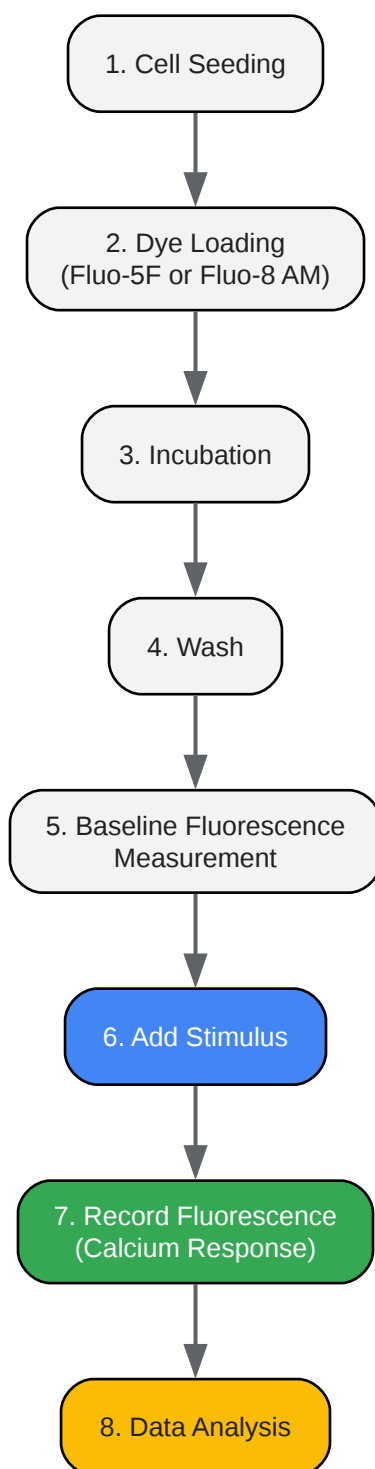 1. Cell Seeding
2. Dye Loading
(Fluo-5F or Fluo-8 AM)
3. Incubation
4. Wash
5. Baseline Fluorescence
Measurement
6. Add Stimulus
7. Record Fluorescence
(Calcium Response)
8. Data Analysis